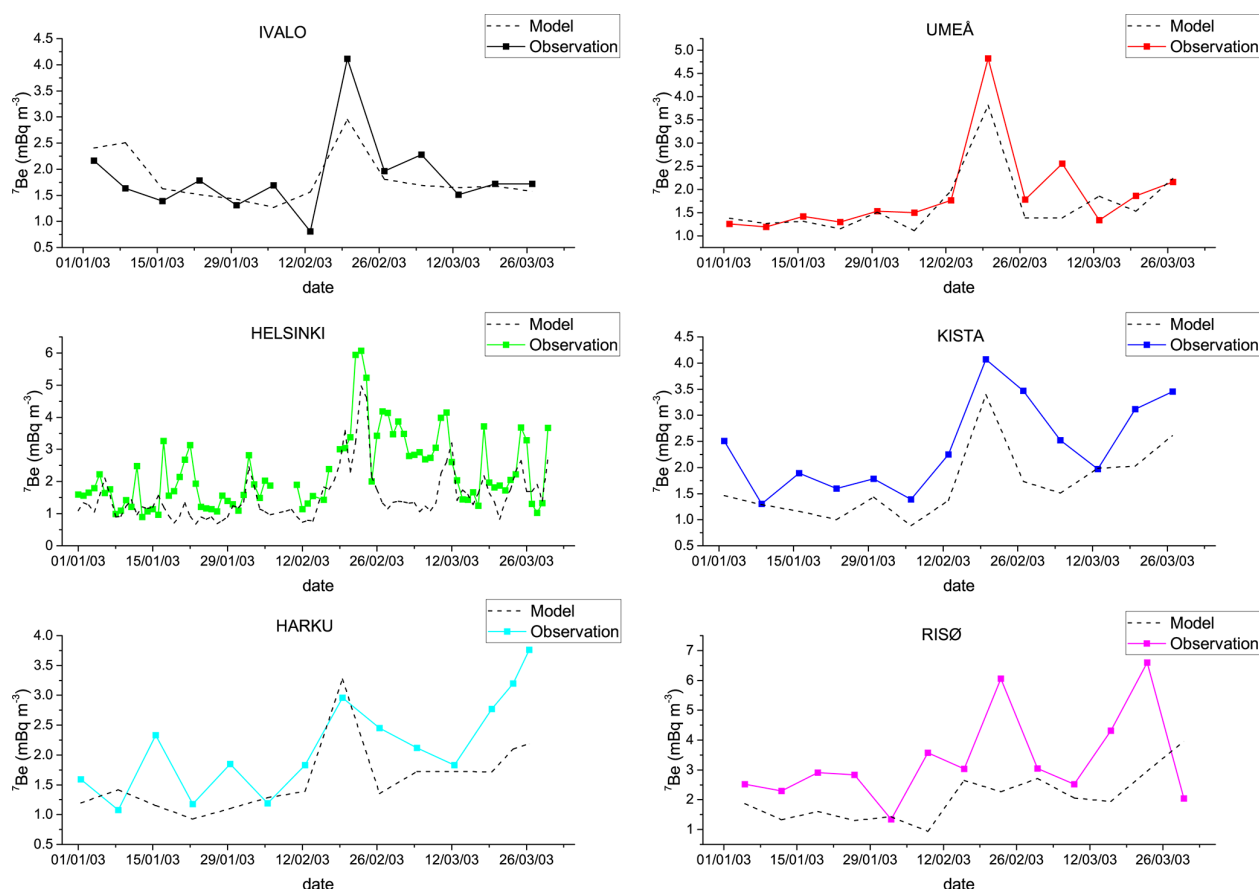 IVALO
Model
Observation
4.5
4.0
3.5
3.0
2.5
2.0
1.5
1.0
0.5
⁷Be (mBq m⁻³)
01/01/03 15/01/03 29/01/03 12/02/03 26/02/03 12/03/03 26/03/03
date
UMEÅ
Model
Observation
5.0
4.5
4.0
3.5
3.0
2.5
2.0
1.5
1.0
⁷Be (mBq m⁻³)
01/01/03 15/01/03 29/01/03 12/02/03 26/02/03 12/03/03 26/03/03
date
HELSINKI
Model
Observation
6
5
4
3
2
1
0
⁷Be (mBq m⁻³)
01/01/03 15/01/03 29/01/03 12/02/03 26/02/03 12/03/03 26/03/03
date
KISTA
Model
Observation
4.5
4.0
3.5
3.0
2.5
2.0
1.5
1.0
0.5
⁷Be (mBq m⁻³)
01/01/03 15/01/03 29/01/03 12/02/03 26/02/03 12/03/03 26/03/03
date
HARKU
Model
Observation
4.0
3.5
3.0
2.5
2.0
1.5
1.0
0.5
⁷Be (mBq m⁻³)
01/01/03 15/01/03 29/01/03 12/02/03 26/02/03 12/03/03 26/03/03
date
RISØ
Model
Observation
7
6
5
4
3
2
1
⁷Be (mBq m⁻³)
01/01/03 15/01/03 29/01/03 12/02/03 26/02/03 12/03/03 26/03/03
date